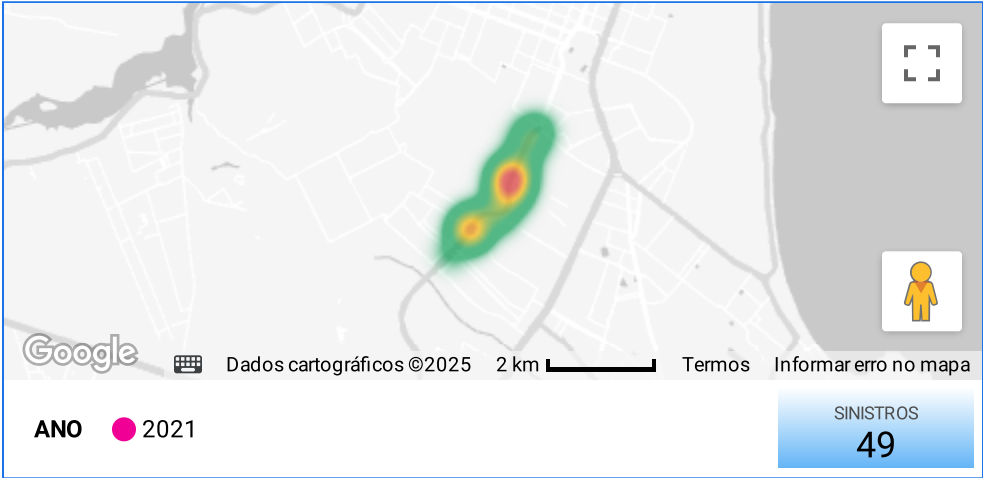 Google
Dados cartográficos ©2025 2 km Termos Informar erro no mapa
ANO 2021
SINISTROS
49